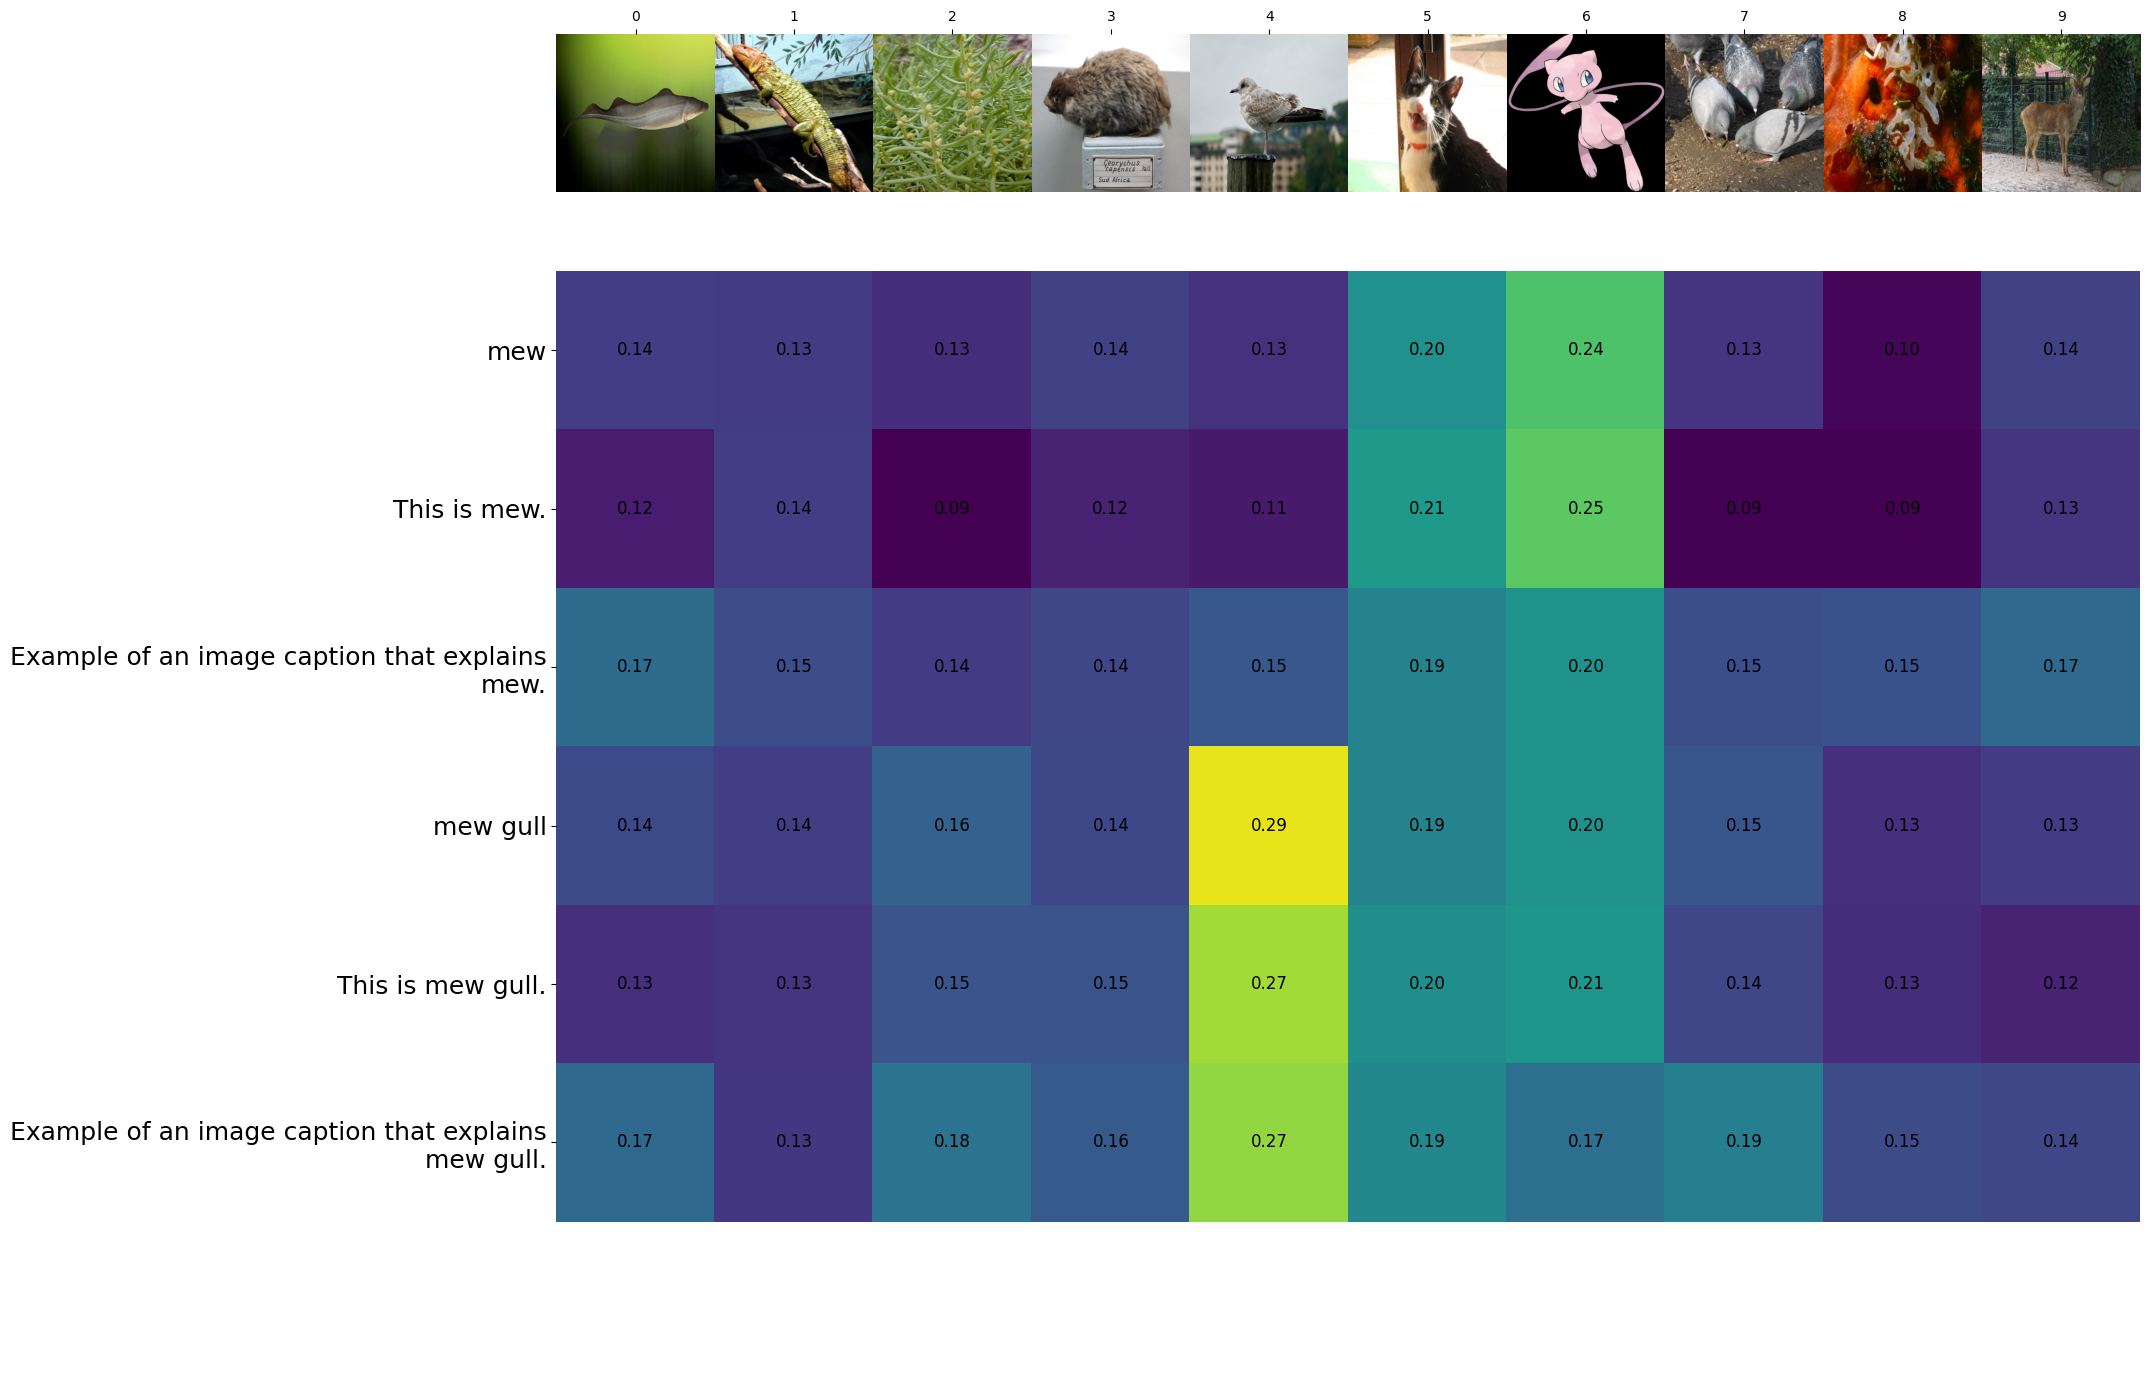 0 1 2 3 4 5 6 7 8 9
Georychus
capensis Pall
Sud Africa
mew 0.14 0.13 0.13 0.14 0.13 0.20 0.24 0.13 0.10 0.14
This is mew. 0.12 0.14 0.09 0.12 0.11 0.21 0.25 0.09 0.09 0.13
Example of an image caption that explains
mew. 0.17 0.15 0.14 0.14 0.15 0.19 0.20 0.15 0.15 0.17
mew gull 0.14 0.14 0.16 0.14 0.29 0.19 0.20 0.15 0.13 0.13
This is mew gull. 0.13 0.13 0.15 0.15 0.27 0.20 0.21 0.14 0.13 0.12
Example of an image caption that explains
mew gull. 0.17 0.13 0.18 0.16 0.27 0.19 0.17 0.19 0.15 0.14